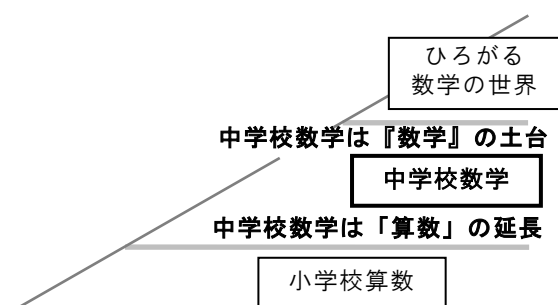 ひろがる
数学の世界
中学校数学は『数学』の土台
中学校数学
中学校数学は「算数」の延長
小学校算数